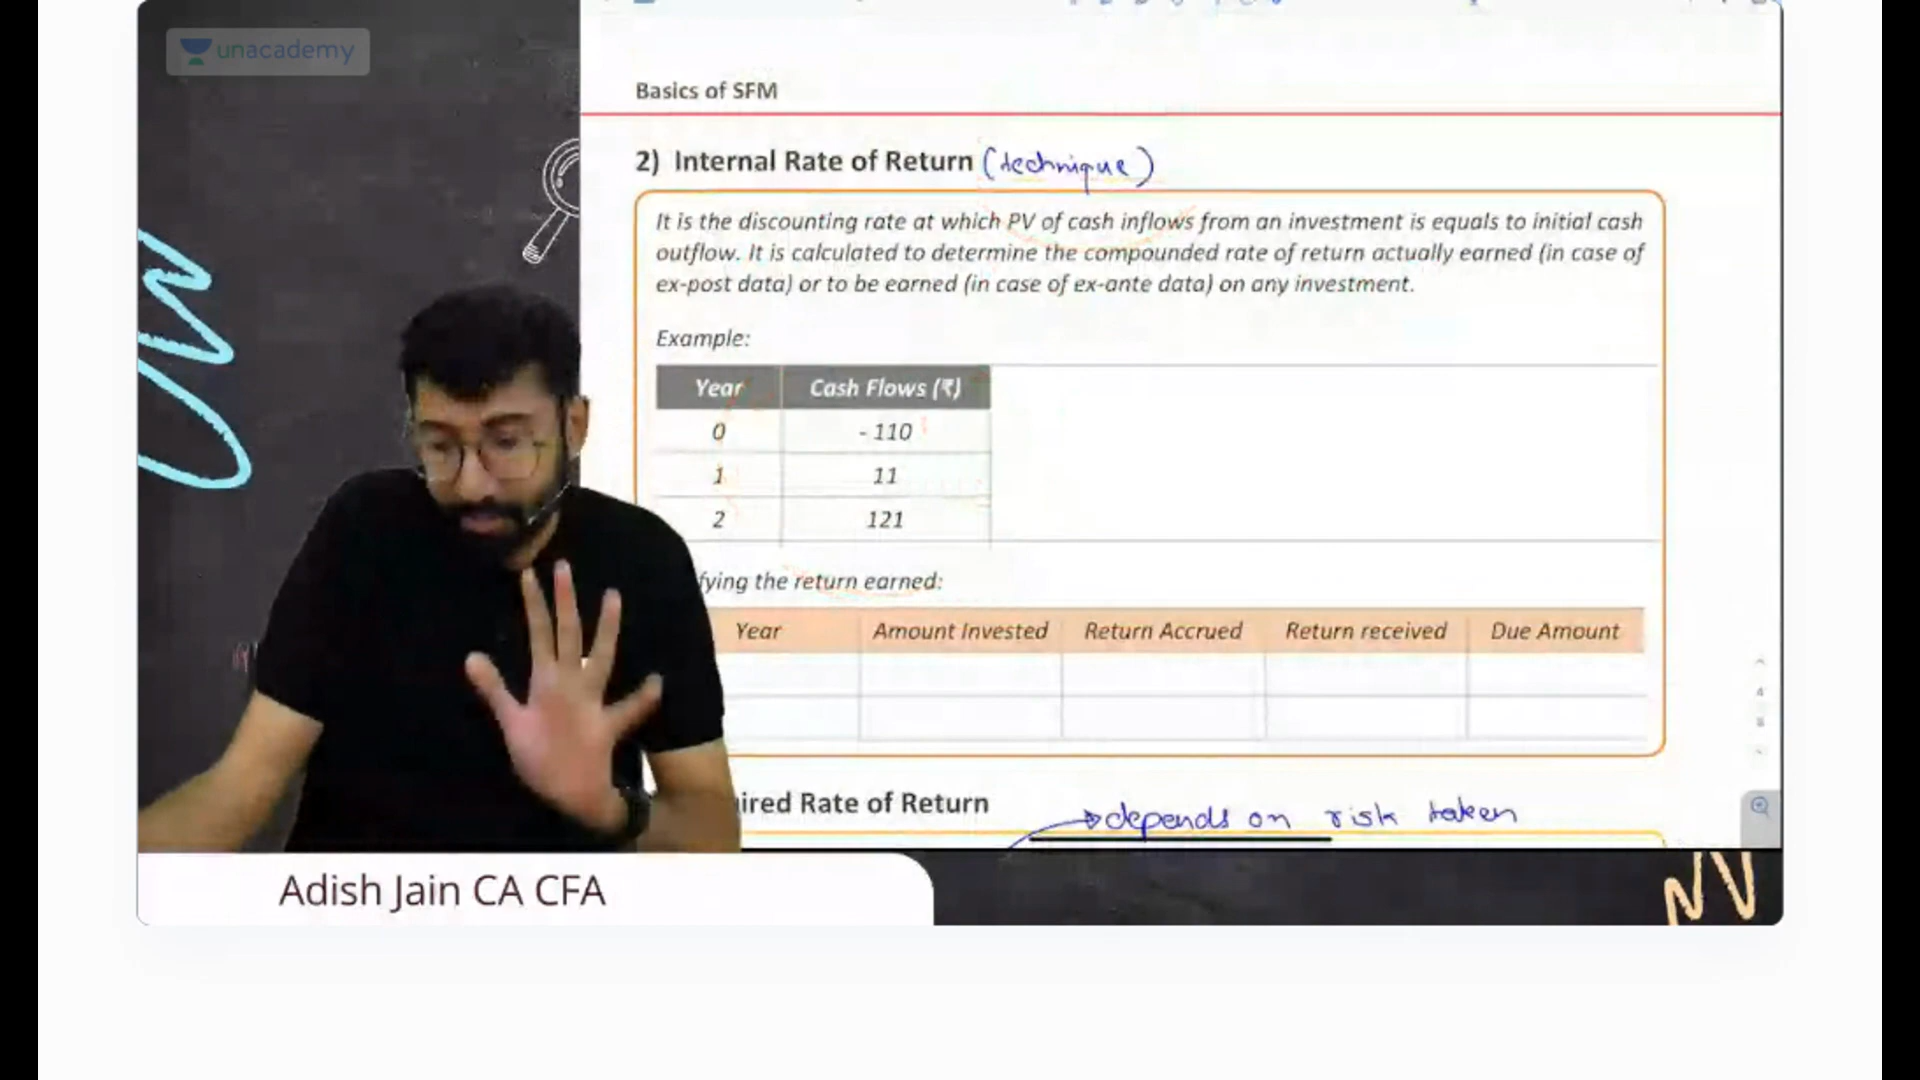 unacademy
Basics of SFM
2) Internal Rate of Return (technique)
It is the discounting rate at which PV of cash inflows from an investment is equals to initial cash
outflow. It is calculated to determine the compounded rate of return actually earned (in case of
ex-post data) or to be earned (in case of ex-ante data) on any investment.
Example:
Year Cash Flows (₹)
0 - 110
1 11
2 121
fying the return earned:
Year Amount Invested Return Accrued Return received Due Amount
ired Rate of Return
depends on risk taken
Adish Jain CA CFA